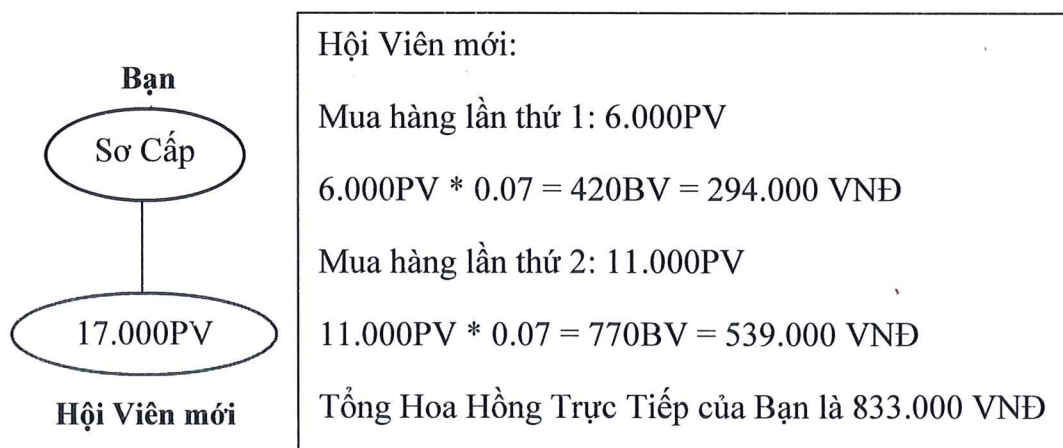 Bạn
Sơ Cấp
17.000PV
Hội Viên mới
Hội Viên mới:
Mua hàng lần thứ 1: 6.000PV
6.000PV * 0.07 = 420BV = 294.000 VNĐ
Mua hàng lần thứ 2: 11.000PV
11.000PV * 0.07 = 770BV = 539.000 VNĐ
Tổng Hoa Hồng Trực Tiếp của Bạn là 833.000 VNĐ